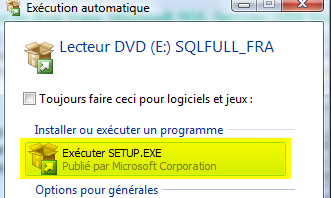 Exécution automatique
Lecteur DVD (E:) SQLFULL_FRA
Toujours faire ceci pour logiciels et jeux :
Installer ou exécuter un programme
Exécuter SETUP.EXE
Publié par Microsoft Corporation
Options pour générales